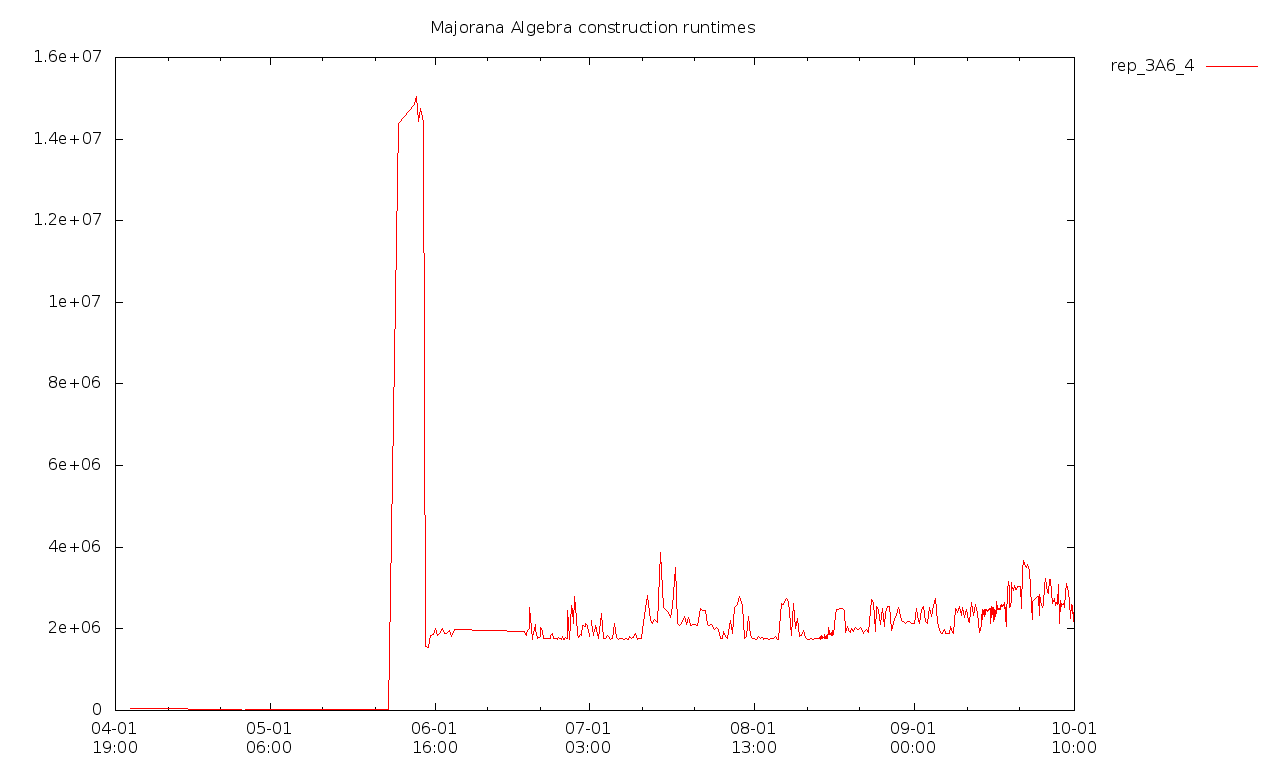 Majorana Algebra construction runtimes
rep_3A6_4
1.6e+07
1.4e+07
1.2e+07
1e+07
8e+06
6e+06
4e+06
2e+06
0
04-01 05-01 06-01 07-01 08-01 09-01 10-01
19:00 06:00 16:00 03:00 13:00 00:00 10:00